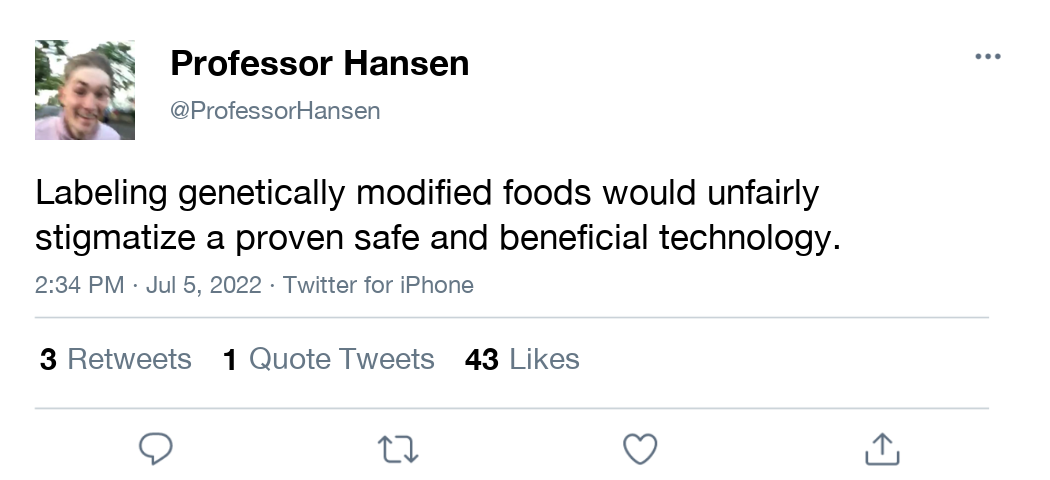 Professor Hansen
@ProfessorHansen
Labeling genetically modified foods would unfairly
stigmatize a proven safe and beneficial technology.
2:34 PM · Jul 5, 2022 · Twitter for iPhone
3 Retweets 1 Quote Tweets 43 Likes